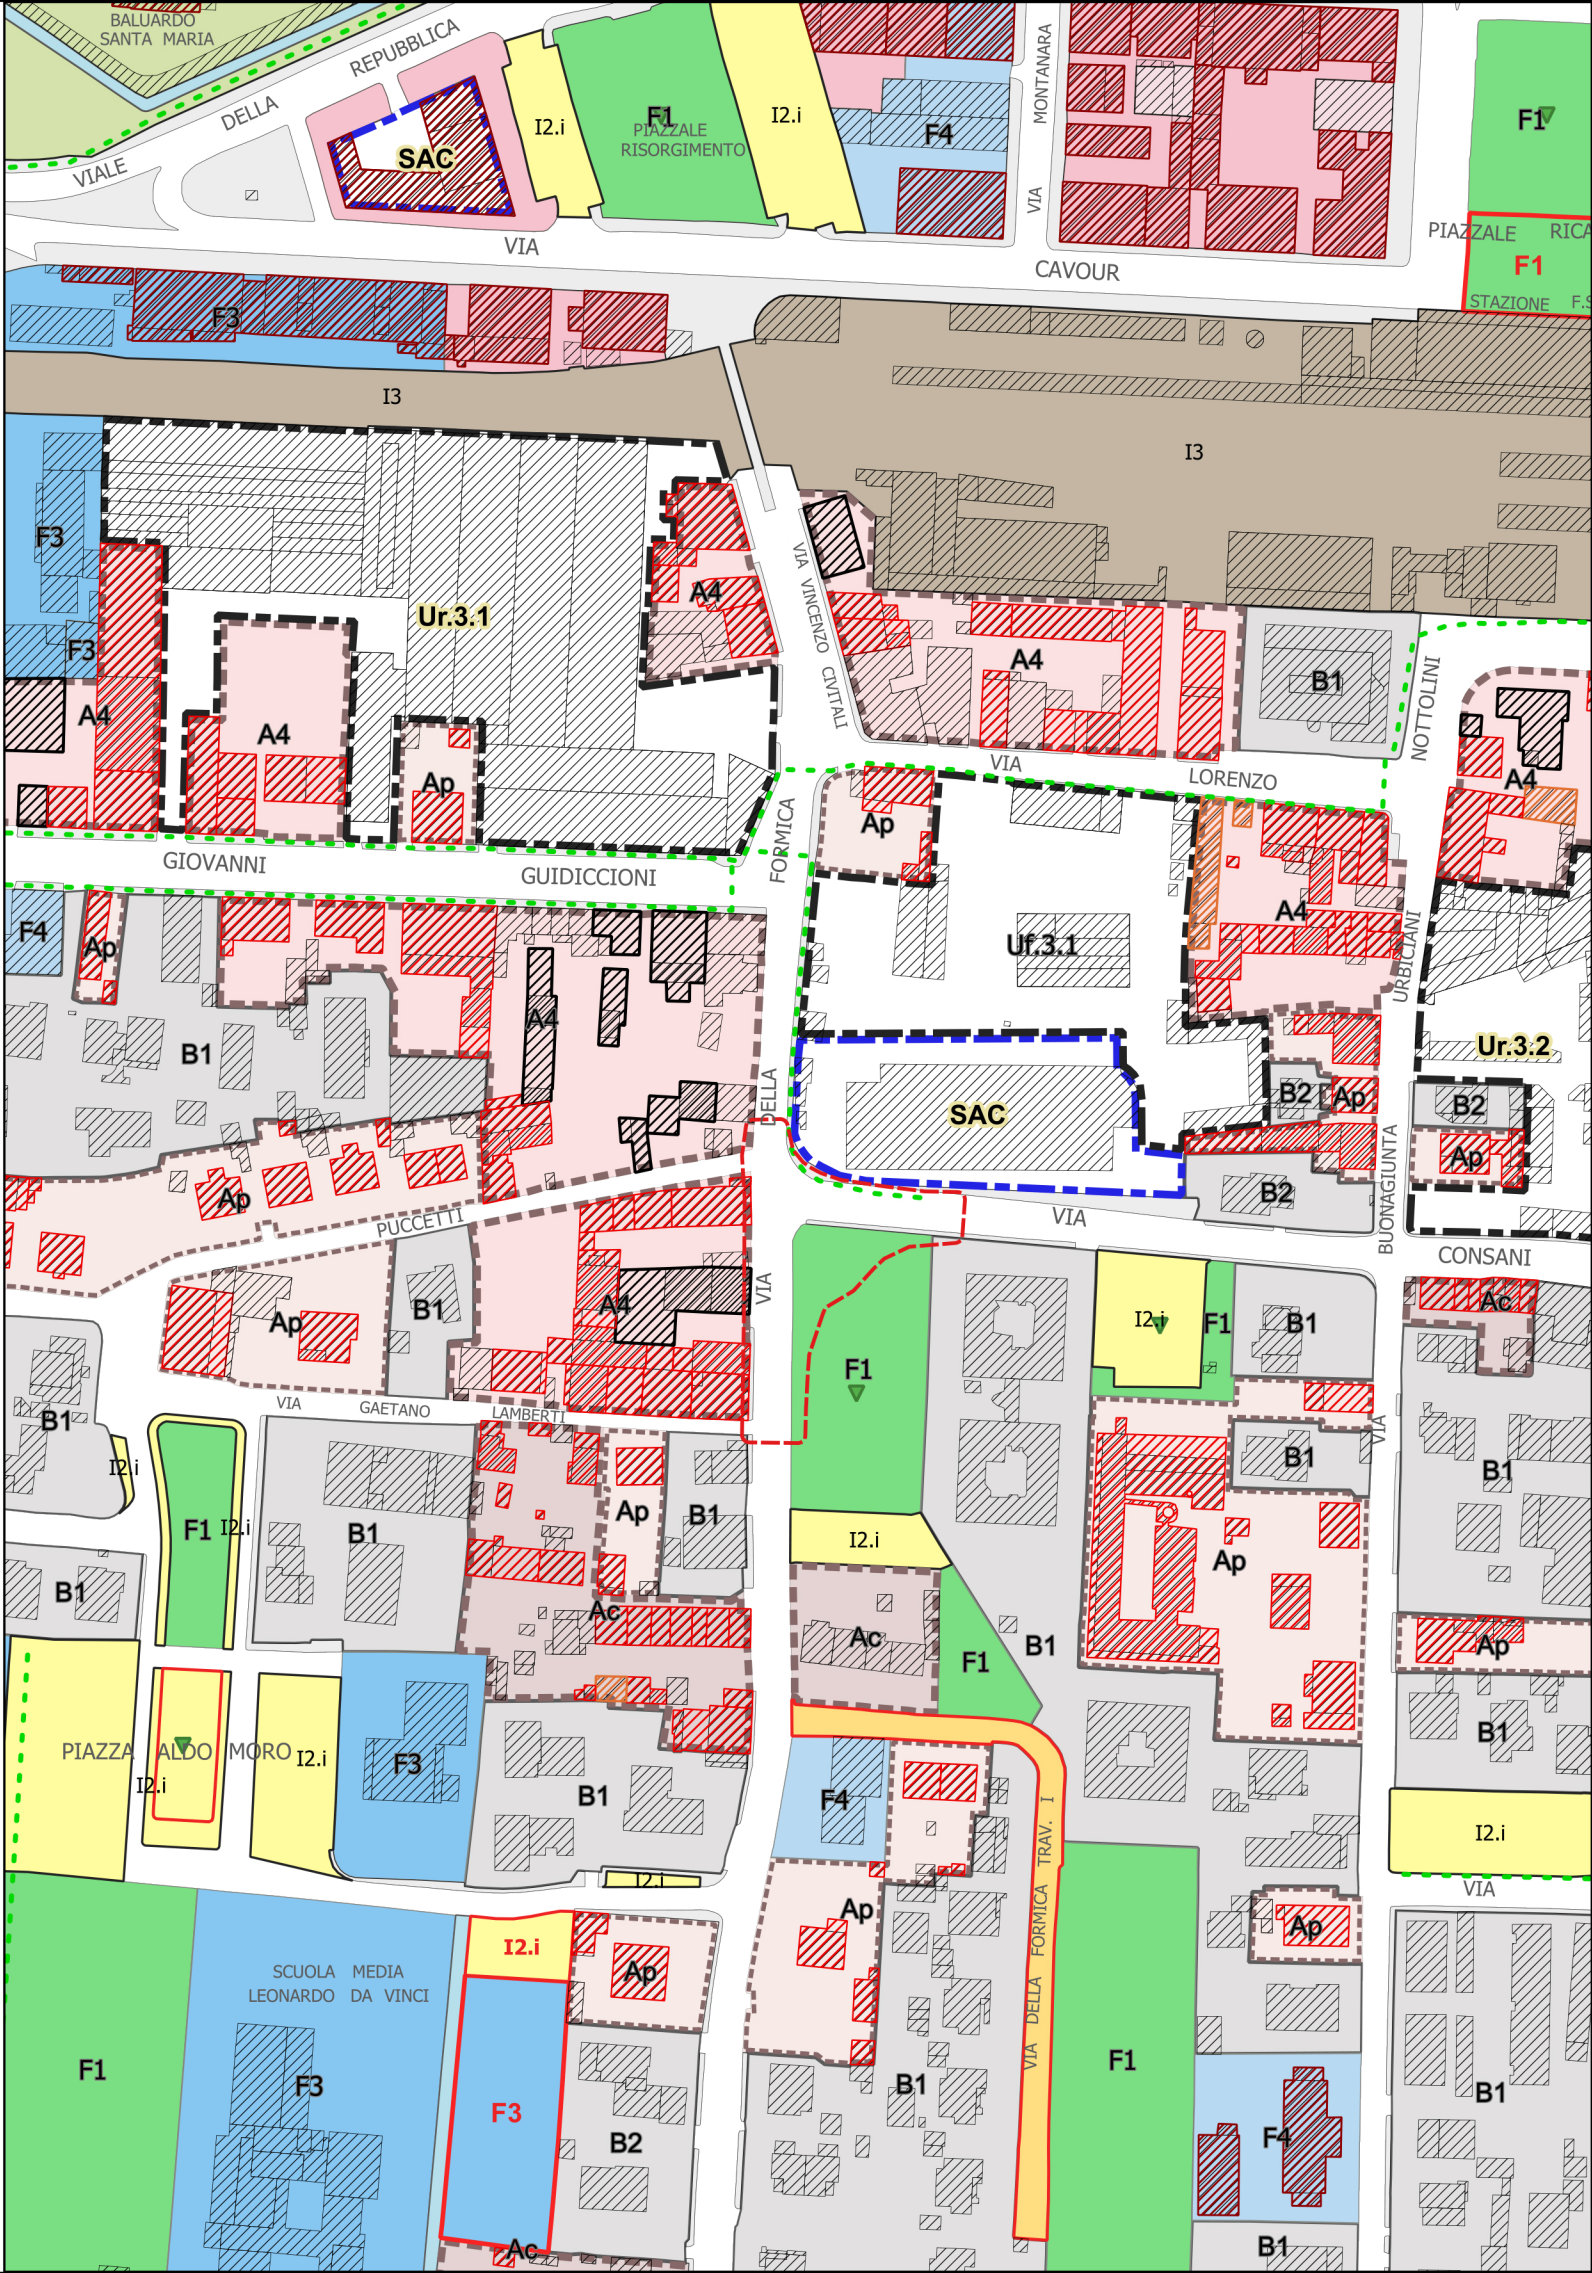 BALUARDO
SANTA MARIA
VIALE
DELLA
REPUBBLICA
SAC
I2.i
F1
PIAZZALE
RISORGIMENTO
I2.i
F4
VIA
MONTANARA
F1
PIAZZALE RICA
F1
STAZIONE F.S
VIA
CAVOUR
F3
I3
I3
F3
F3
A4
Ur.3.1
A4
A4
Ap
VIA VINCENZO CIVITALI
A4
B1
NOTTOLINI
A4
VIA
LORENZO
GIOVANNI
GUIDICCIONI
FORMICA
Ap
F4
Ap
B1
A4
Uf.3.1
A4
URBICIANI
Ur.3.2
DELLA
SAC
B2
Ap
B2
Ap
B2
Ap
PUCCETTI
VIA
BUONAGIUNTA
CONSANI
Ap
B1
A4
VIA
F1
I2.i
F1
B1
Ac
VIA
GAETANO
LAMBERTI
B1
I2.i
F1
I2.i
B1
Ap
B1
I2.i
B1
VIA
B1
B1
Ac
Ac
F1
B1
Ap
Ap
PIAZZA ALDO MORO
I2.i
I2.i
F3
B1
F4
B1
I2.i
I2.i
VIA
Ap
Ap
VIA DELLA FORMICA TRAV. I
SCUOLA MEDIA
LEONARDO DA VINCI
I2.i
Ap
F1
F3
F3
B2
B1
F1
F4
B1
Ac
B1